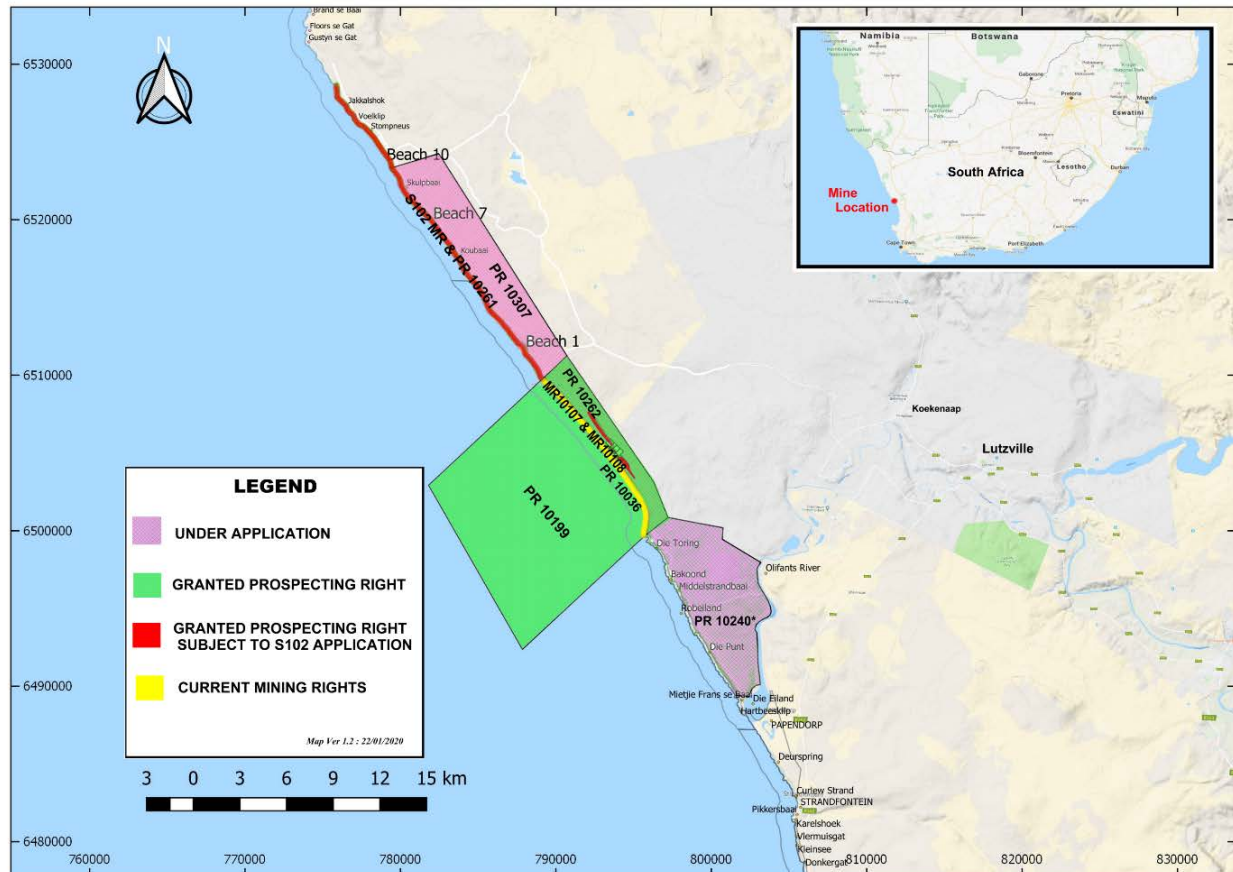 Brand se Baai
Floors se Gat
Gustyn se Gat
N
6530000
6520000
6510000
6500000
6490000
6480000
Jakkalshok
Voelklip
Stompneus
Beach 10
Skulpbaai
Beach 7
Koubaai
S102 MR & PR 10261
PR 10307
Beach 1
PR 10262
MR10107 & MR10108
PR 10036
PR 10199
Die Toring
Bakoond
Middelstrandbaai
Robeiland
PR 10240*
Die Punt
Olifants River
Mietjie Frans se Baai
Die Eiland
Hartbeesklip
PAPENDORP
Deurspring
Curlew Strand
STRANDFONTEIN
Pikkersbaai
Karelshoek
Vlermuisgat
Kleinsee
Donkergat
Koekenaap
Lutzville
Namibia
Botswana
Gaborone
Pretoria
Maputo
Eswatini
Bloemfontein
Maseru
Lesotho
Durban
South Africa
Mine
Location
Cape Town
Port Elizabeth
LEGEND
UNDER APPLICATION
GRANTED PROSPECTING RIGHT
GRANTED PROSPECTING RIGHT
SUBJECT TO S102 APPLICATION
CURRENT MINING RIGHTS
Map Ver 1.2 : 22/01/2020
3 0 3 6 9 12 15 km
760000 770000 780000 790000 800000 810000 820000 830000